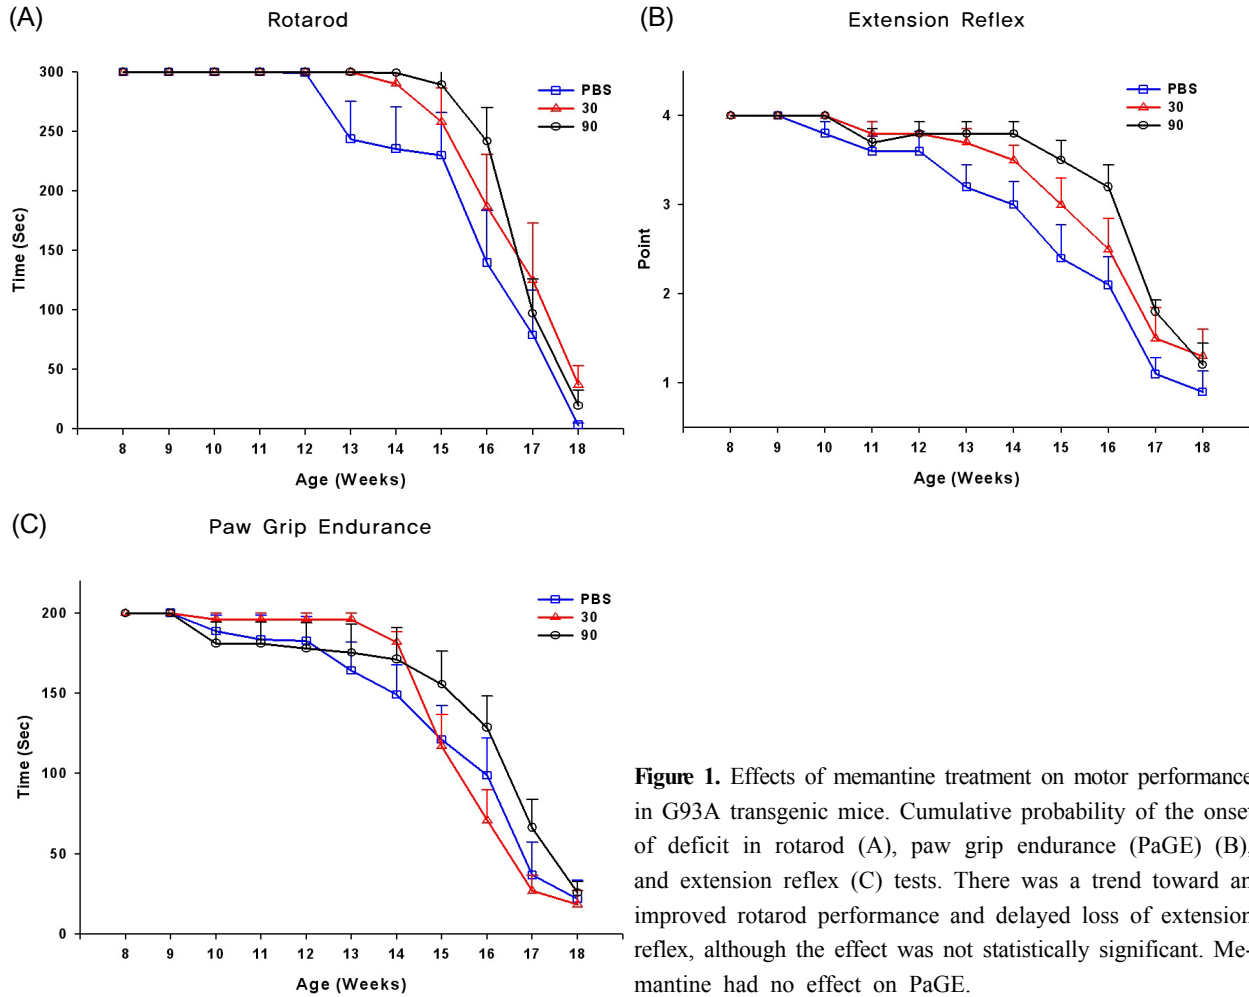 (A)
Rotarod
300
250
200
150
100
50
0
Time (Sec)
8 9 10 11 12 13 14 15 16 17 18
Age (Weeks)
PBS
30
90
(B)
Extension Reflex
4
3
2
1
Point
8 9 10 11 12 13 14 15 16 17 18
Age (Weeks)
PBS
30
90
(C)
Paw Grip Endurance
200
150
100
50
0
Time (Sec)
8 9 10 11 12 13 14 15 16 17 18
Age (Weeks)
PBS
30
90
Figure 1. Effects of memantine treatment on motor performance
in G93A transgenic mice. Cumulative probability of the onset
of deficit in rotarod (A), paw grip endurance (PaGE) (B),
and extension reflex (C) tests. There was a trend toward an
improved rotarod performance and delayed loss of extension
reflex, although the effect was not statistically significant. Me-
mantine had no effect on PaGE.